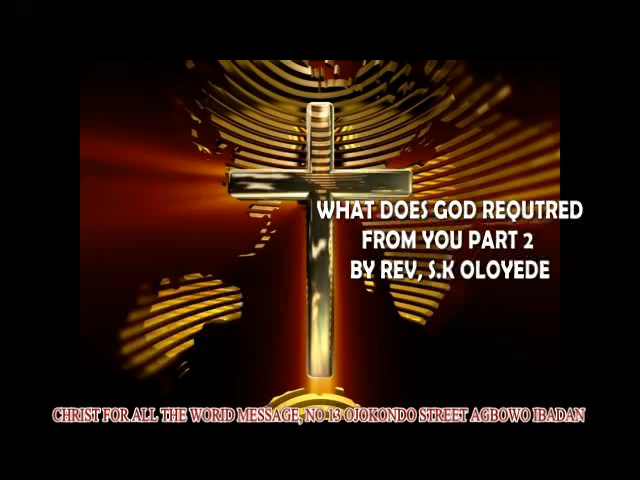 WHAT DOES GOD REQUTRED
FROM YOU PART 2
BY REV, S.K OLOYEDE
CHRIST FOR ALL THE WORID MESSAGE, NO 13 OJOKONDO STREET AGBOWO IBADAN